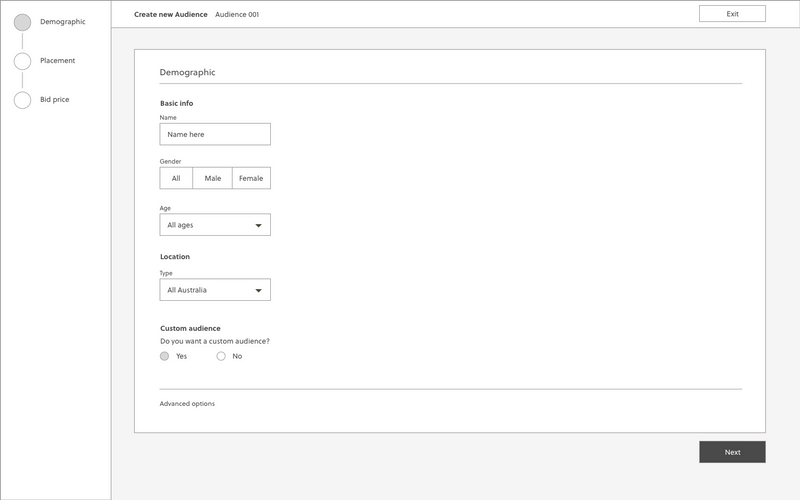 Demographic
Placement
Bid price
Create new Audience Audience 001
Exit
Demographic
Basic info
Name
Name here
Gender
All Male Female
Age
All ages
Location
Type
All Australia
Custom audience
Do you want a custom audience?
Yes No
Advanced options
Next